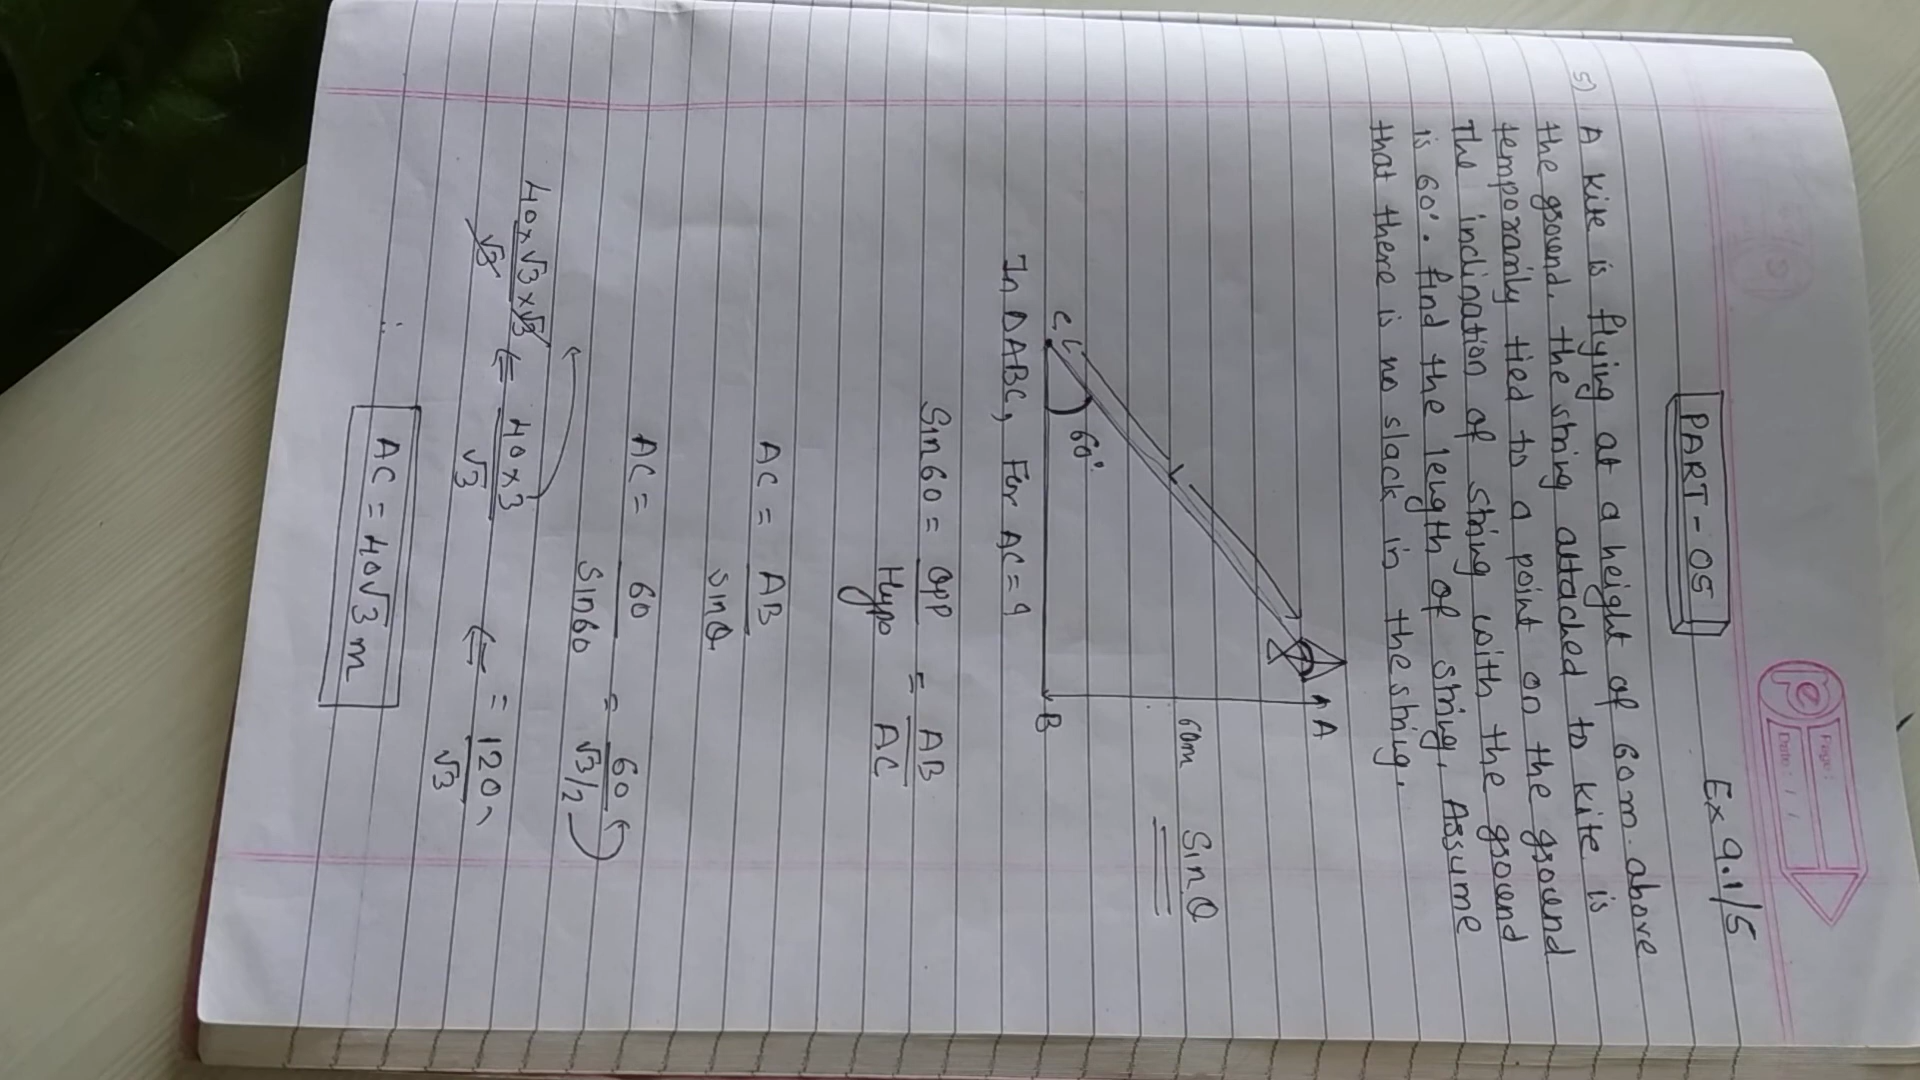 Page:
Date: / /
PART-05
Ex 9.1/5
5) A kite is flying at a height of 60m above
the ground. the string attached to kite is
temporarily tied to a point on the ground
The inclination of string with the ground
is 60°. find the length of string, Assume
that there is no slack in the string.
A
60m
Sin θ
C
60°
B
In ΔABC, For AC = ?
Sin60 = Opp/Hypo = AB/AC
AC = AB/Sinθ
AC = 60/Sin60 = 60/√3/2
40×√3×√3/√3 ⇐ 40×3/√3 ⇐ = 120/√3
AC = 40√3 m